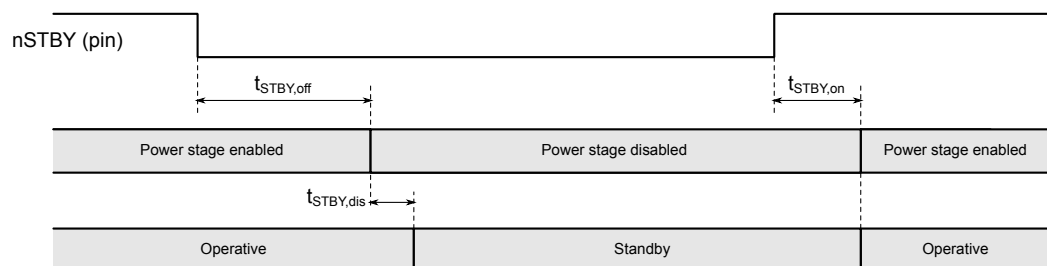 nSTBY (pin)
tSTBY,off
tSTBY,on
Power stage enabled
Power stage disabled
Power stage enabled
tSTBY,dis
Operative
Standby
Operative